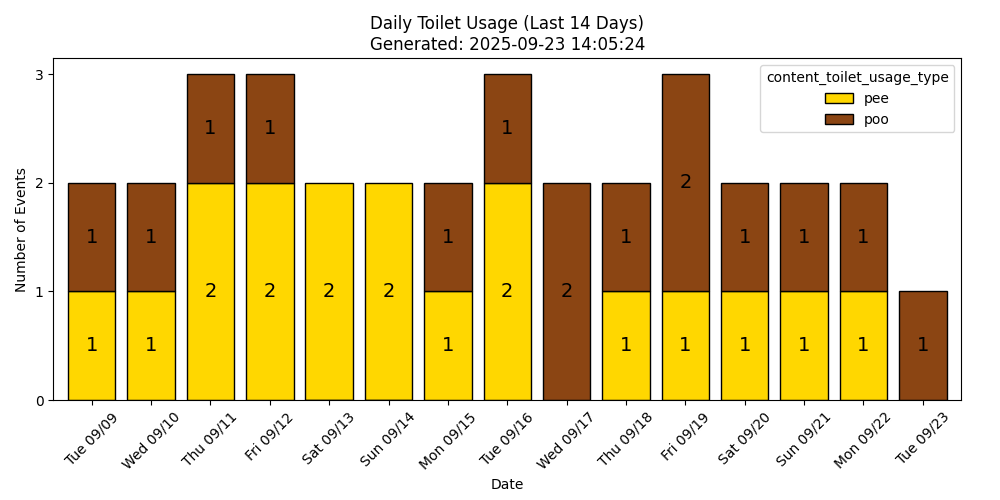 Daily Toilet Usage (Last 14 Days)
Generated: 2025-09-23 14:05:24
content_toilet_usage_type
pee
poo
Number of Events
3
2
1
0
1 1 1 1 1 1 1 2 1 1 1
1 1 2 2 2 2 1 2 2 1 1 1 1 1 1
Tue 09/09
Wed 09/10
Thu 09/11
Fri 09/12
Sat 09/13
Sun 09/14
Mon 09/15
Tue 09/16
Wed 09/17
Thu 09/18
Fri 09/19
Sat 09/20
Sun 09/21
Mon 09/22
Tue 09/23
Date